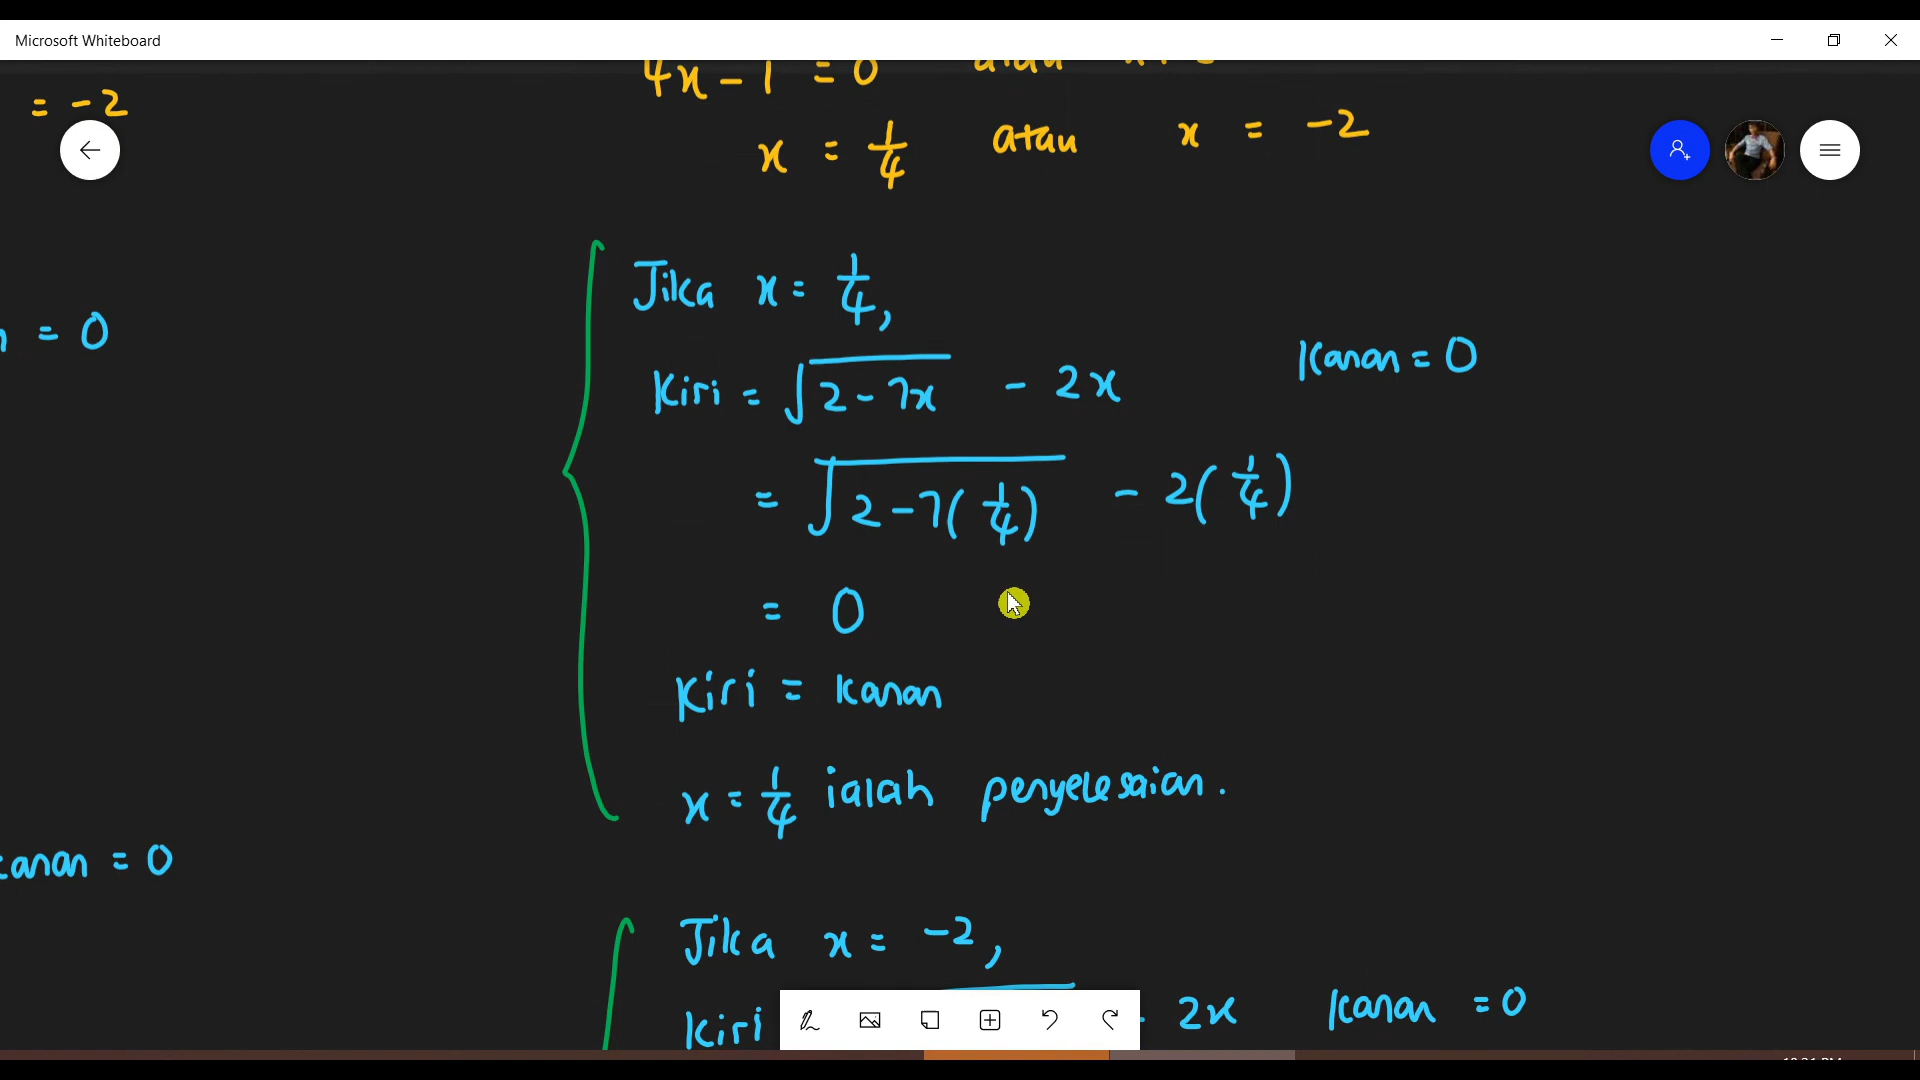 Microsoft Whiteboard
4x - 1 = 0 atau
= -2
x = 1/4 atau x = -2
Jika x = 1/4,
= 0
Kiri = √(2 - 7x) - 2x
Kanan = 0
= √(2 - 7(1/4)) - 2(1/4)
= 0
Kiri = Kanan
x = 1/4 ialah penyelesaian.
kanan = 0
Jika x = -2,
Kiri - 2x
Kanan = 0